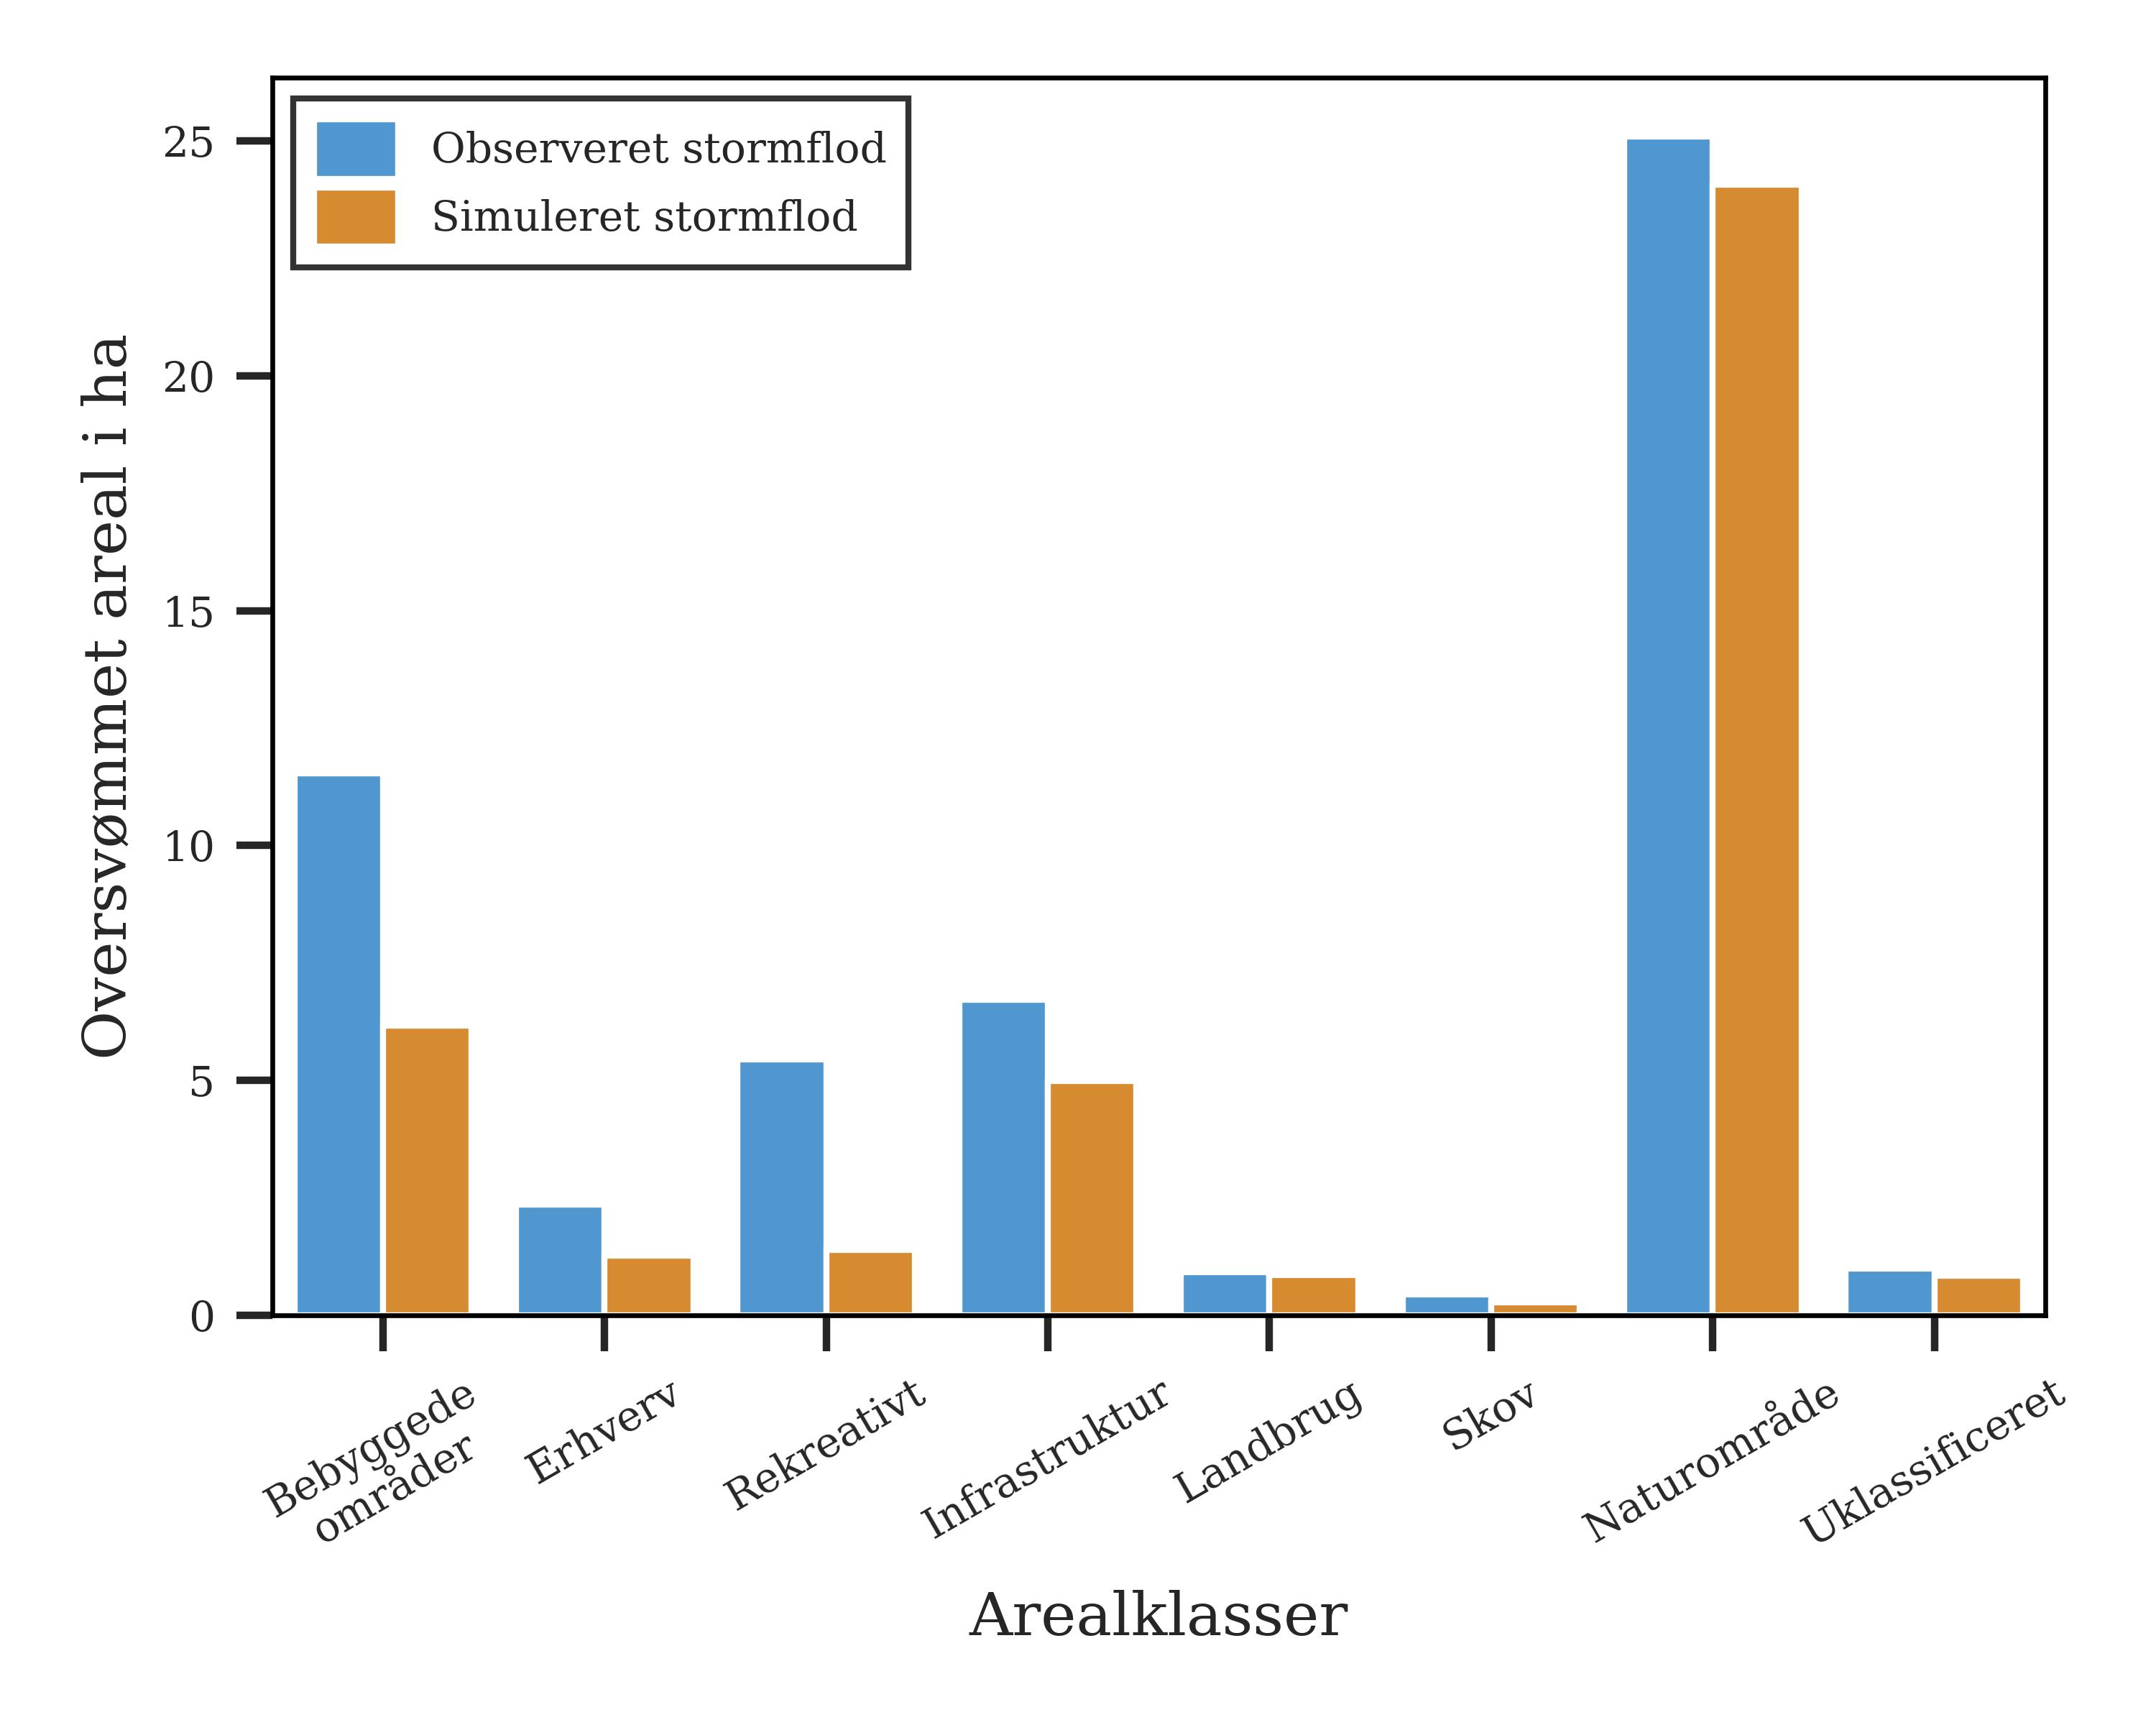 Observeret stormflod
Simuleret stormflod
Oversvømmet areal i ha
25
20
15
10
5
0
Bebyggede
områder
Erhverv
Rekreativt
Infrastruktur
Landbrug
Skov
Naturområde
Uklassificeret
Arealklasser